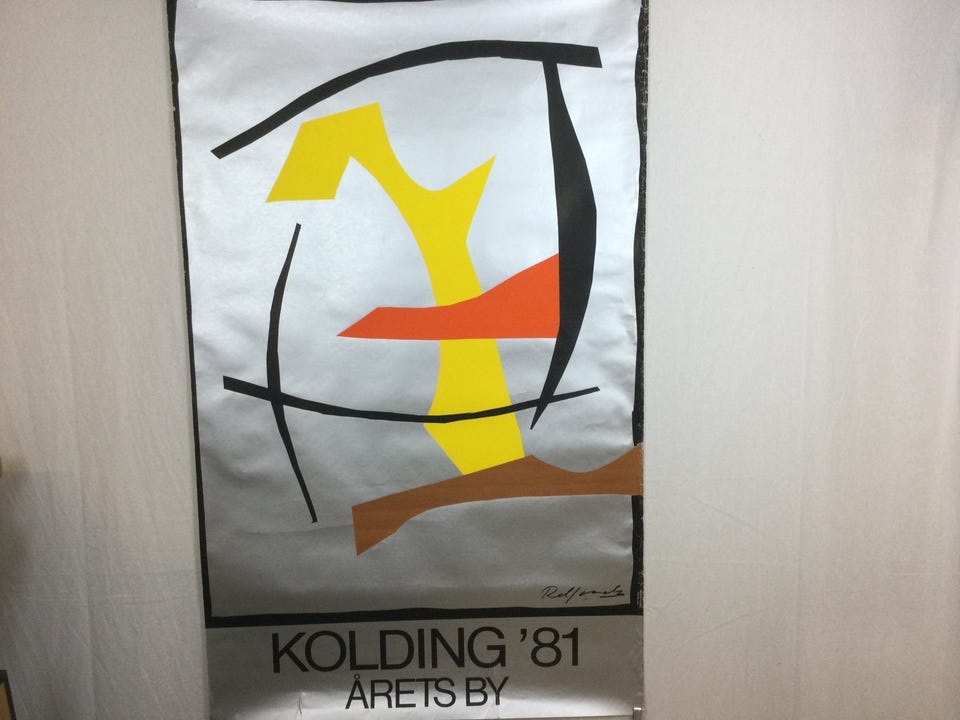 KOLDING '81
ÅRETS BY